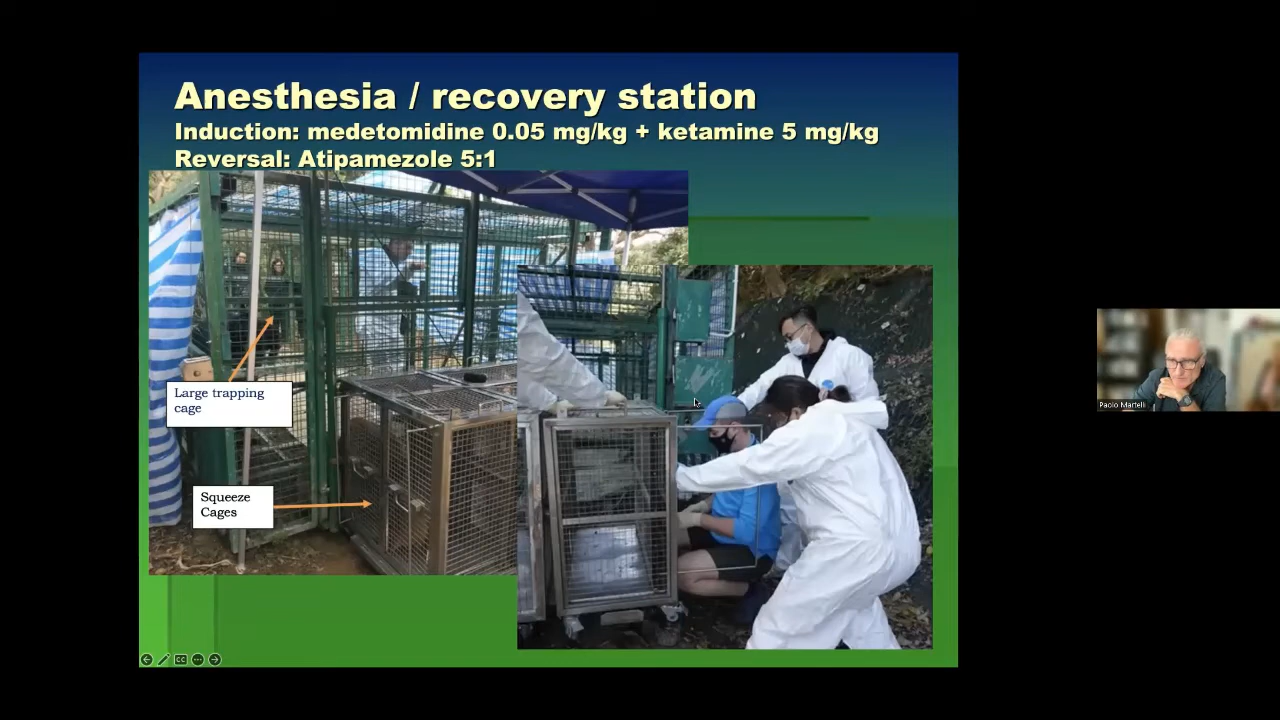 Anesthesia / recovery station
Induction: medetomidine 0.05 mg/kg + ketamine 5 mg/kg
Reversal: Atipamezole 5:1
Large trapping
cage
Squeeze
Cages
Paolo Martelli
CC